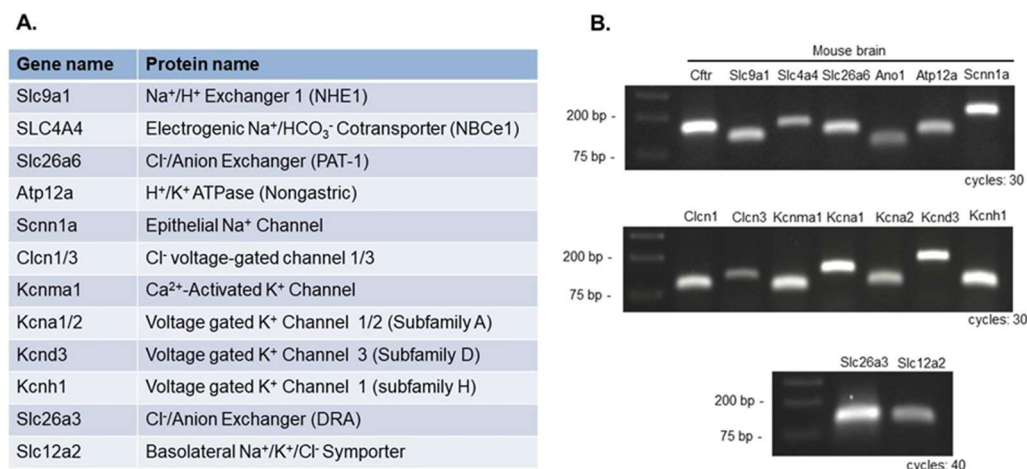 A.
Gene name Protein name
Slc9a1 Na⁺/H⁺ Exchanger 1 (NHE1)
SLC4A4 Electrogenic Na⁺/HCO₃⁻ Cotransporter (NBCe1)
Slc26a6 Cl⁻/Anion Exchanger (PAT-1)
Atp12a H⁺/K⁺ ATPase (Nongastric)
Scnn1a Epithelial Na⁺ Channel
Clcn1/3 Cl⁻ voltage-gated channel 1/3
Kcnma1 Ca²⁺-Activated K⁺ Channel
Kcna1/2 Voltage gated K⁺ Channel 1/2 (Subfamily A)
Kcnd3 Voltage gated K⁺ Channel 3 (Subfamily D)
Kcnh1 Voltage gated K⁺ Channel 1 (subfamily H)
Slc26a3 Cl⁻/Anion Exchanger (DRA)
Slc12a2 Basolateral Na⁺/K⁺/Cl⁻ Symporter
B.
Mouse brain
Cftr Slc9a1 Slc4a4 Slc26a6 Ano1 Atp12a Scnn1a
200 bp -
75 bp -
cycles: 30
Clcn1 Clcn3 Kcnma1 Kcna1 Kcna2 Kcnd3 Kcnh1
200 bp -
75 bp -
cycles: 30
Slc26a3 Slc12a2
200 bp -
75 bp -
cycles: 40